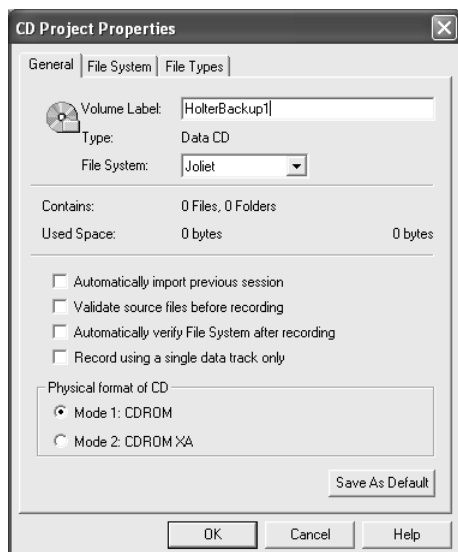 CD Project Properties
General File System File Types
Volume Label: HolterBackup1
Type: Data CD
File System: Joliet
Contains: 0 Files, 0 Folders
Used Space: 0 bytes 0 bytes
Automatically import previous session
Validate source files before recording
Automatically verify File System after recording
Record using a single data track only
Physical format of CD
Mode 1: CDROM
Mode 2: CDROM XA
Save As Default
OK Cancel Help